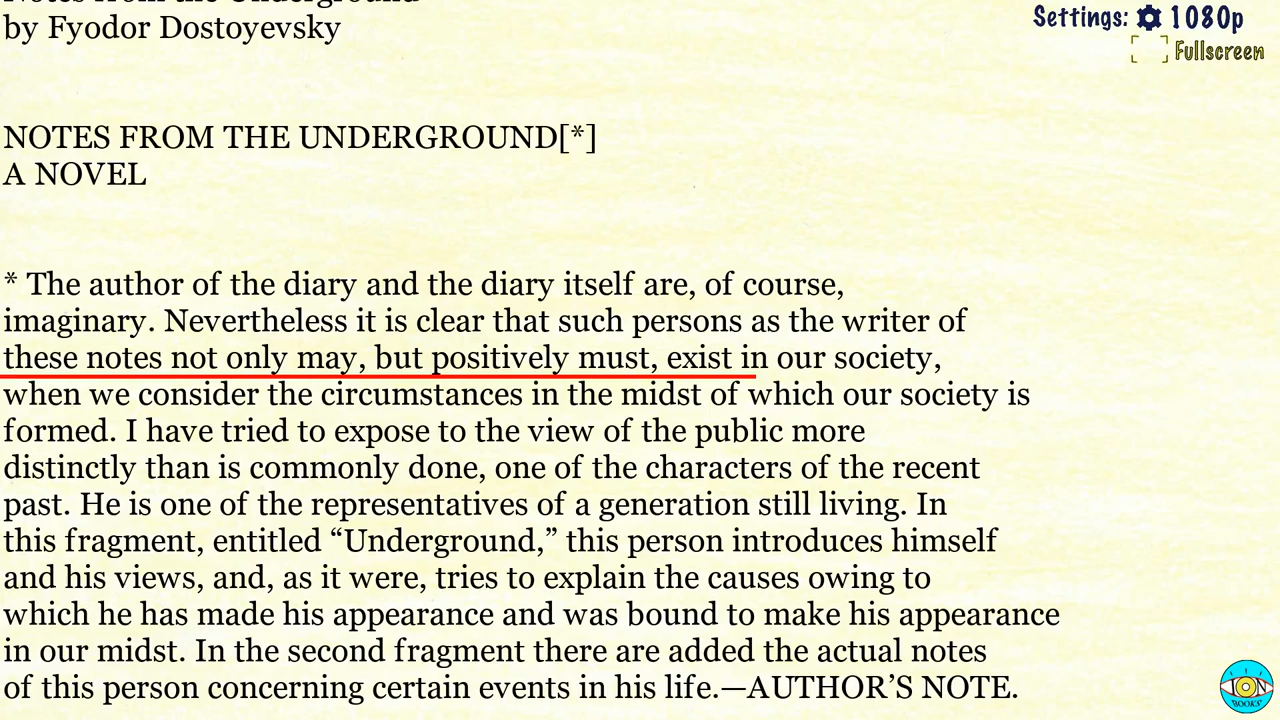 Notes from the Underground
by Fyodor Dostoyevsky
Settings: 1080p
Fullscreen
NOTES FROM THE UNDERGROUND[*]
A NOVEL
* The author of the diary and the diary itself are, of course,
imaginary. Nevertheless it is clear that such persons as the writer of
these notes not only may, but positively must, exist in our society,
when we consider the circumstances in the midst of which our society is
formed. I have tried to expose to the view of the public more
distinctly than is commonly done, one of the characters of the recent
past. He is one of the representatives of a generation still living. In
this fragment, entitled “Underground,” this person introduces himself
and his views, and, as it were, tries to explain the causes owing to
which he has made his appearance and was bound to make his appearance
in our midst. In the second fragment there are added the actual notes
of this person concerning certain events in his life.—AUTHOR’S NOTE.
ION
BOOKS